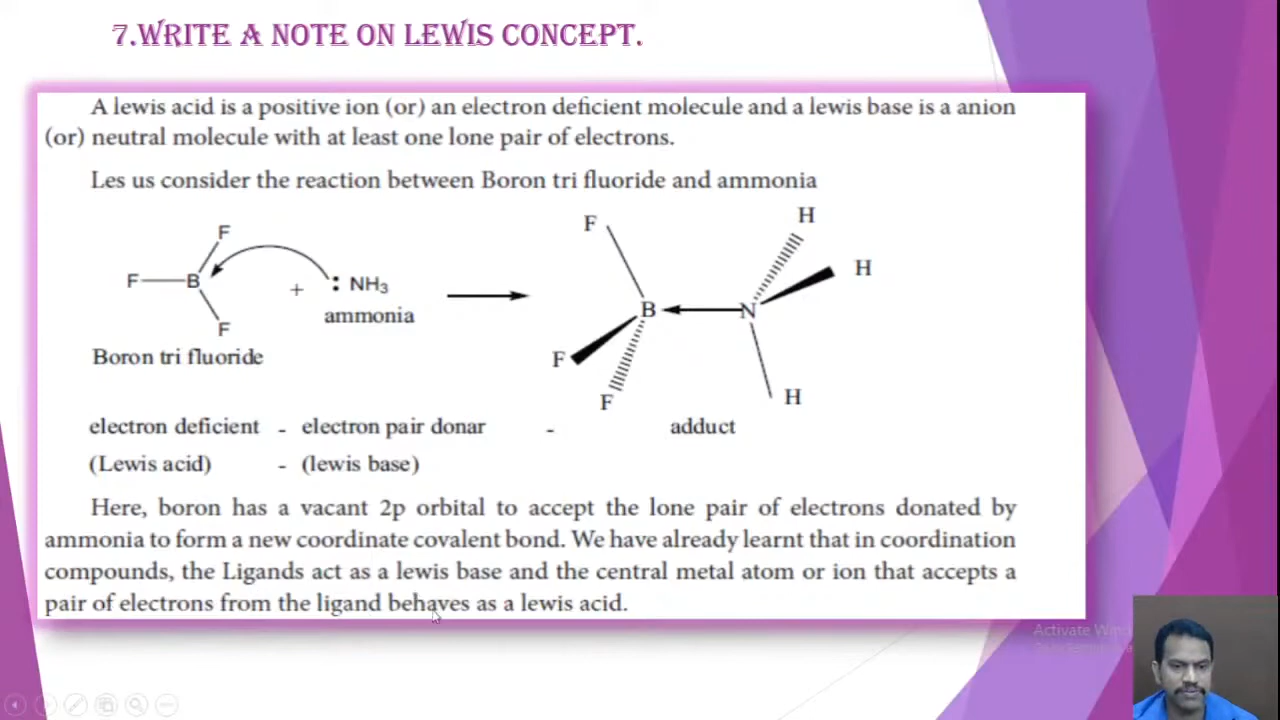 7.WRITE A NOTE ON LEWIS CONCEPT.
A lewis acid is a positive ion (or) an electron deficient molecule and a lewis base is a anion
(or) neutral molecule with at least one lone pair of electrons.
Les us consider the reaction between Boron tri fluoride and ammonia
F
F B
F
+ : NH3
ammonia
Boron tri fluoride
F
H
H
B N
F
F
H
electron deficient - electron pair donar - adduct
(Lewis acid) - (lewis base)
Here, boron has a vacant 2p orbital to accept the lone pair of electrons donated by
ammonia to form a new coordinate covalent bond. We have already learnt that in coordination
compounds, the Ligands act as a lewis base and the central metal atom or ion that accepts a
pair of electrons from the ligand behaves as a lewis acid.
Activate